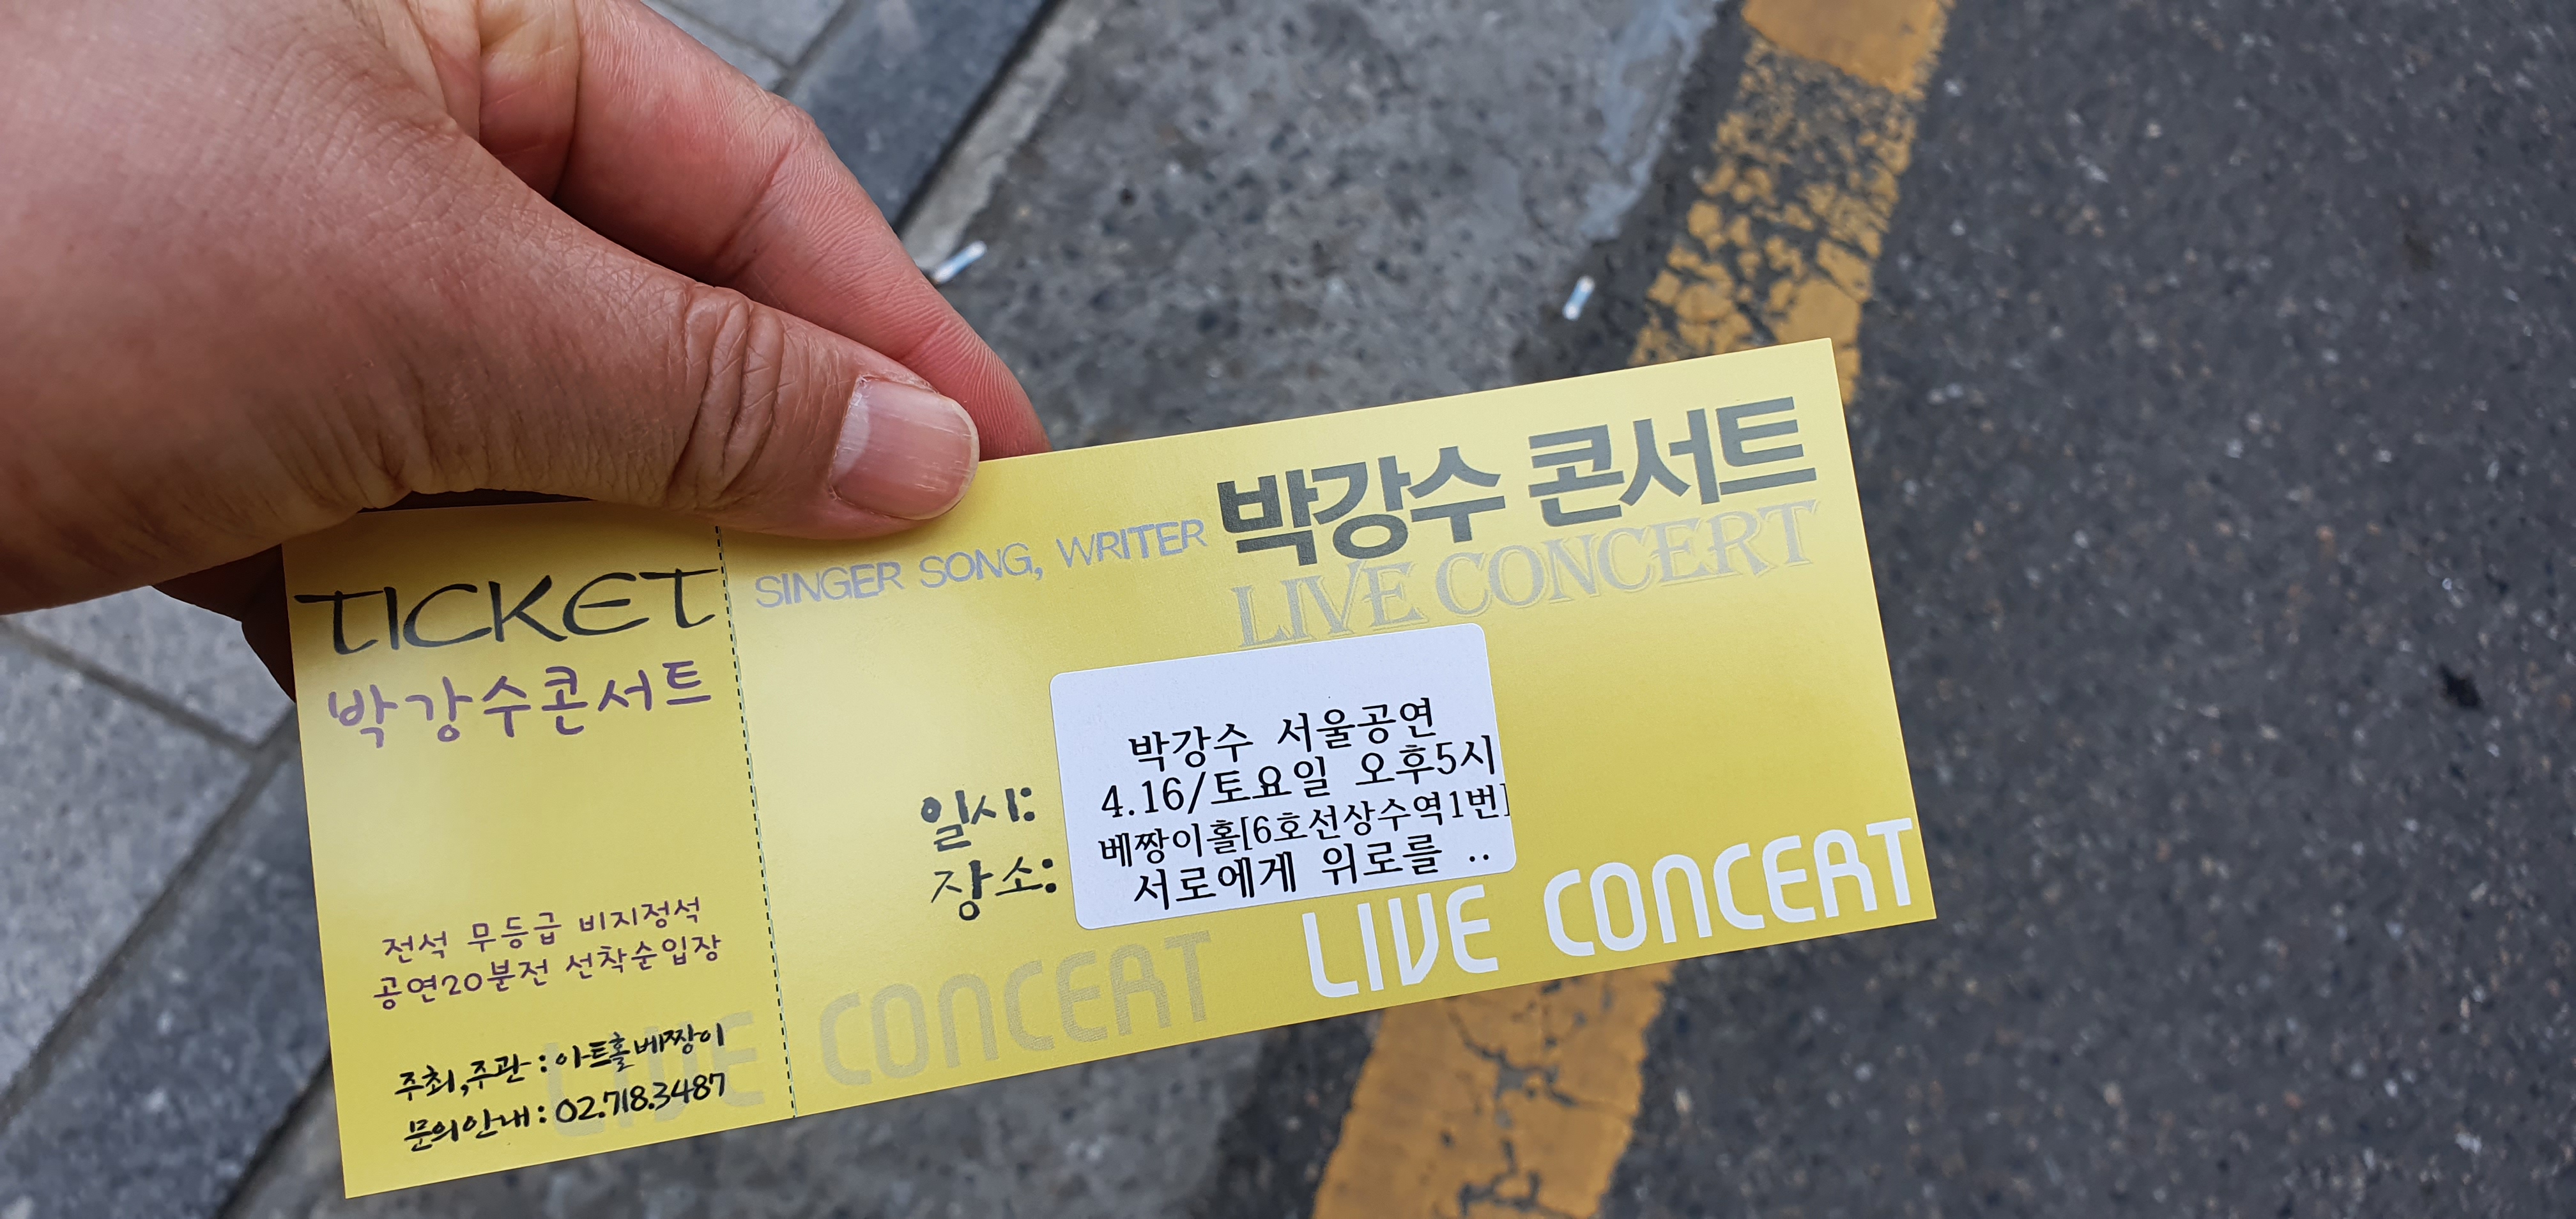 TICKET
박강수콘서트
전석 무등급 비지정석
공연20분전 선착순입장
주최,주관 : 아트홀베짱이
문의안내 : 02.718.3487
SINGER SONG, WRITER 박강수 콘서트
LIVE CONCERT
박강수 서울공연
일시: 4.16/토요일 오후5시
베짱이홀[6호선상수역1번]
장소: 서로에게 위로를 ..
LIVE CONCERT
LIVE CONCERT